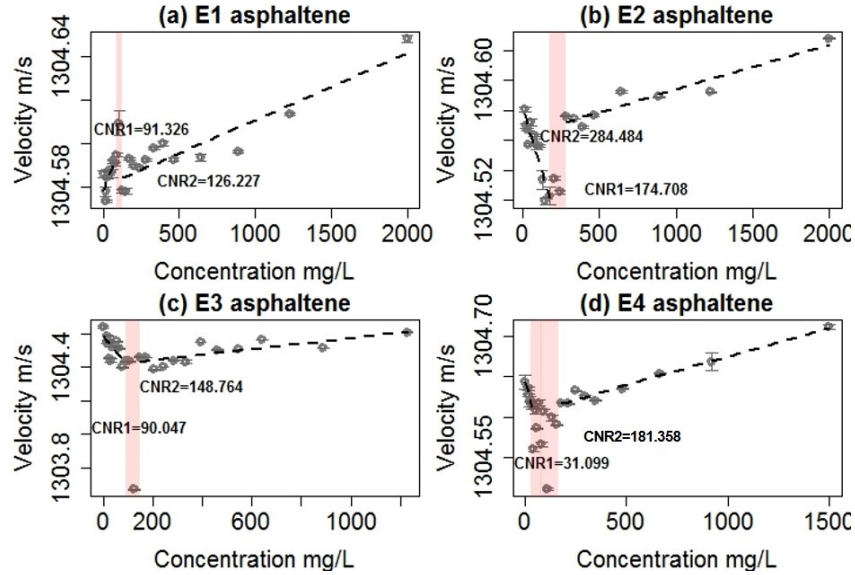 (a) E1 asphaltene
Velocity m/s
1304.64
1304.58
CNR1=91.326
CNR2=126.227
0 500 1000 1500 2000
Concentration mg/L
(b) E2 asphaltene
Velocity m/s
1304.60
1304.52
CNR2=284.484
CNR1=174.708
0 500 1000 1500 2000
Concentration mg/L
(c) E3 asphaltene
Velocity m/s
1304.4
1303.8
CNR2=148.764
CNR1=90.047
0 200 600 1000
Concentration mg/L
(d) E4 asphaltene
Velocity m/s
1304.70
1304.55
CNR2=181.358
CNR1=31.099
0 500 1000 1500
Concentration mg/L